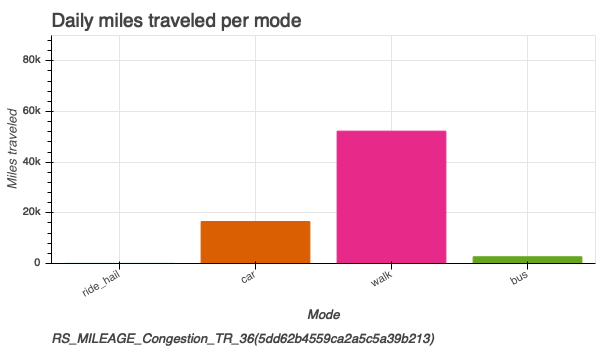 Daily miles traveled per mode
Miles traveled
80k
60k
40k
20k
0
ride_hail
car
walk
bus
Mode
RS_MILEAGE_Congestion_TR_36(5dd62b4559ca2a5c5a39b213)